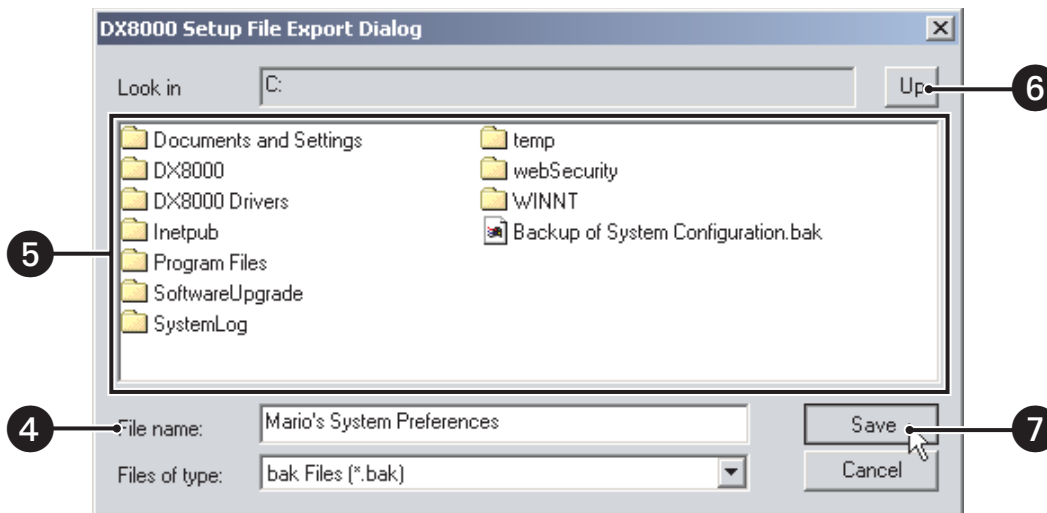 DX8000 Setup File Export Dialog
Look in
C:
Up
6
Documents and Settings
DX8000
DX8000 Drivers
Inetpub
Program Files
SoftwareUpgrade
SystemLog
temp
webSecurity
WINNT
Backup of System Configuration.bak
5
4
File name:
Mario's System Preferences
Save
7
Files of type:
bak Files (*.bak)
Cancel